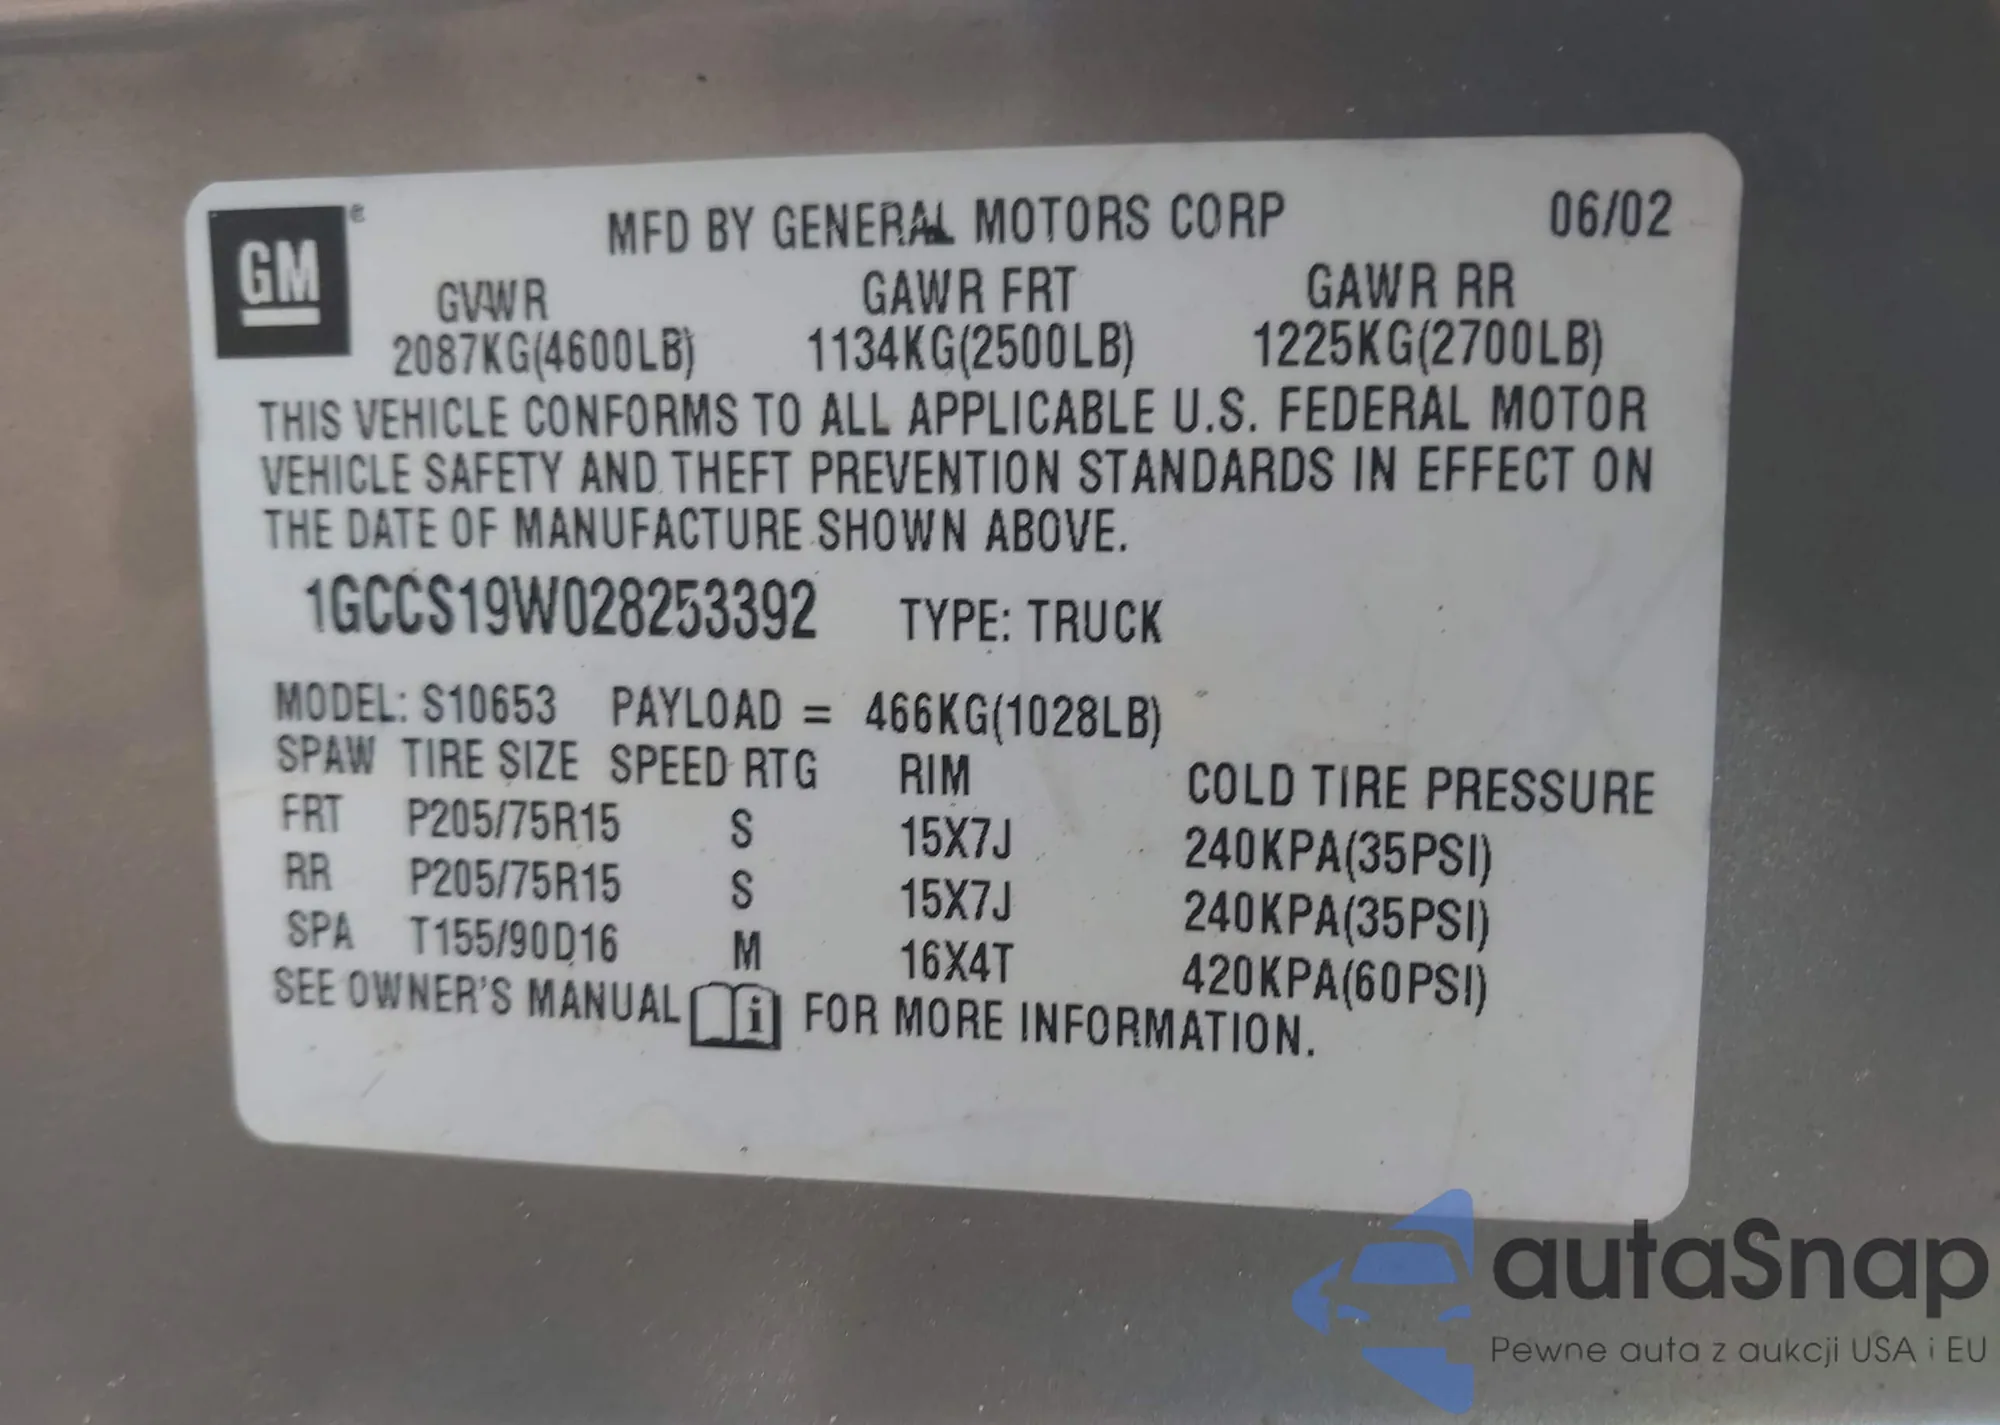 GM
MFD BY GENERAL MOTORS CORP 06/02
GVWR GAWR FRT GAWR RR
2087KG(4600LB) 1134KG(2500LB) 1225KG(2700LB)
THIS VEHICLE CONFORMS TO ALL APPLICABLE U.S. FEDERAL MOTOR
VEHICLE SAFETY AND THEFT PREVENTION STANDARDS IN EFFECT ON
THE DATE OF MANUFACTURE SHOWN ABOVE.
1GCCS19W028253392 TYPE: TRUCK
MODEL: S10653 PAYLOAD = 466KG(1028LB)
SPAW TIRE SIZE SPEED RTG RIM COLD TIRE PRESSURE
FRT P205/75R15 S 15X7J 240KPA(35PSI)
RR P205/75R15 S 15X7J 240KPA(35PSI)
SPA T155/90D16 M 16X4T 420KPA(60PSI)
SEE OWNER'S MANUAL i FOR MORE INFORMATION.
autaSnap
Pewne auta z aukcji USA i EU